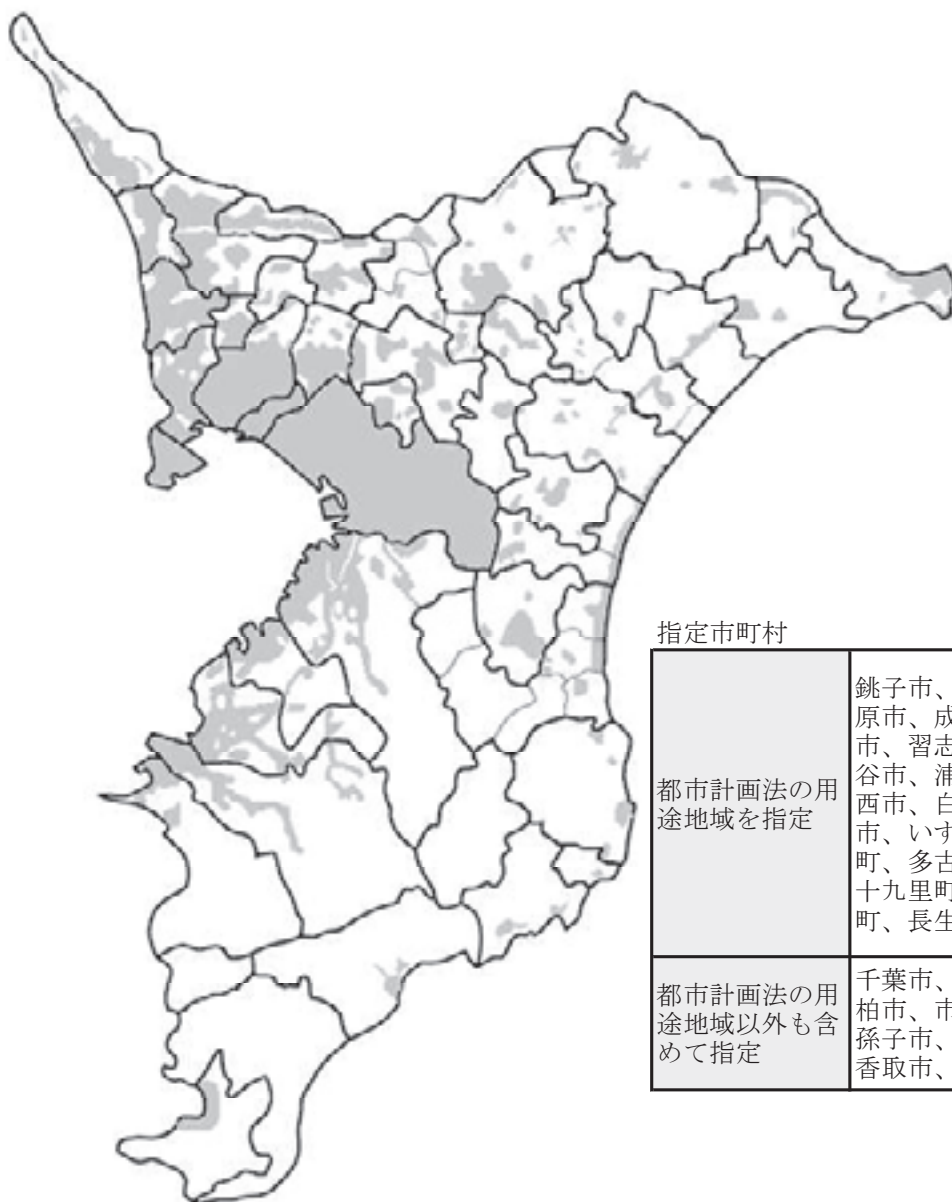 指定市町村
都市計画法の用
途地域を指定
銚子市、
原市、成
市、習志
谷市、浦
西市、白
市、いす
町、多古
十九里町
町、長生
都市計画法の用
途地域以外も含
めて指定
千葉市、
柏市、市
孫子市、
香取市、